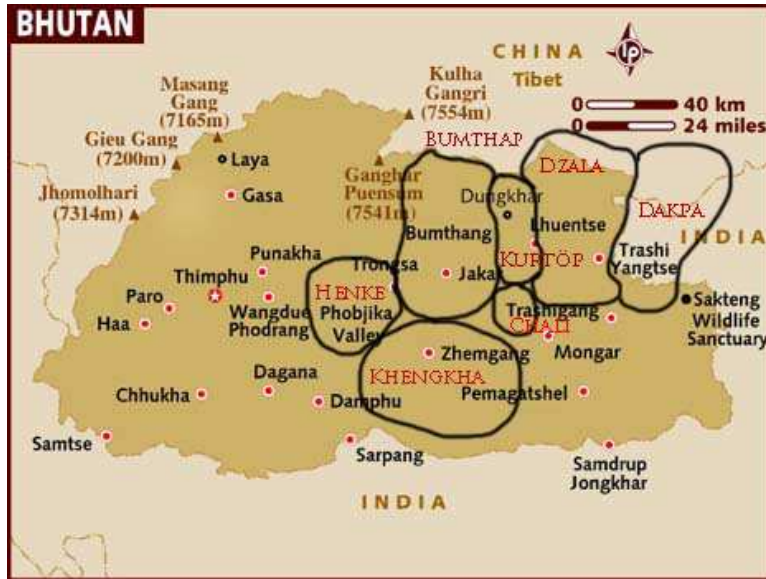 BHUTAN
CHINA
Tibet
lp
0 40 km
0 24 miles
Masang
Gang
(7165m)
Kulha
Gangri
(7554m)
Gieu Gang
(7200m)
Laya
BUMTHAP
DZALA
Jhomolhari
(7314m)
Gasa
Ganghar
Puensum
(7541m)
Dungkhar
DAKPA
Bumthang
Lhuentse
INDIA
Punakha
Trongsa
KURTÖP
Trashi
Yangtse
Thimphu
Jakar
HENKE
Paro
Wangdue
Phodrang
Phobjika
Valley
Trashigang
Sakteng
Wildlife
Sanctuary
Haa
CHALI
Mongar
Zhemgang
KHENGKHA
Chhukha
Dagana
Damphu
Pemagatshel
Samtse
Sarpang
Samdrup
Jongkhar
INDIA